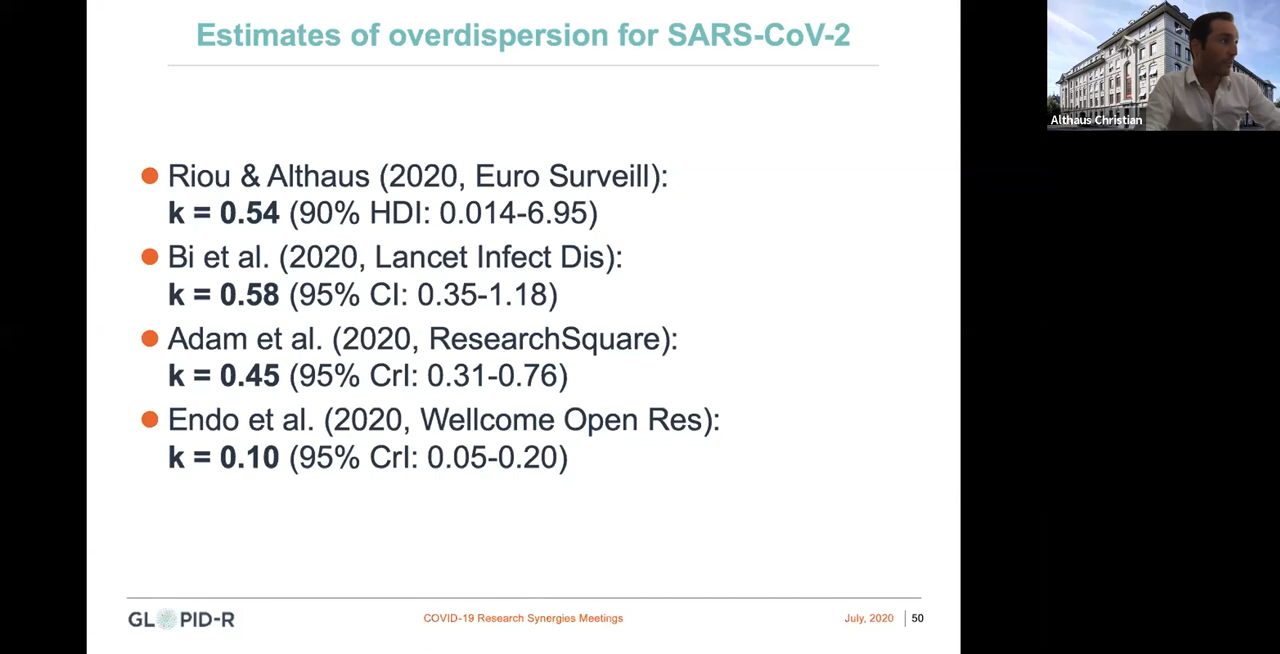 Estimates of overdispersion for SARS-CoV-2
Althaus Christian
Riou & Althaus (2020, Euro Surveill):
k = 0.54 (90% HDI: 0.014-6.95)
Bi et al. (2020, Lancet Infect Dis):
k = 0.58 (95% CI: 0.35-1.18)
Adam et al. (2020, ResearchSquare):
k = 0.45 (95% CrI: 0.31-0.76)
Endo et al. (2020, Wellcome Open Res):
k = 0.10 (95% CrI: 0.05-0.20)
GLOPID-R
COVID-19 Research Synergies Meetings
July, 2020
50